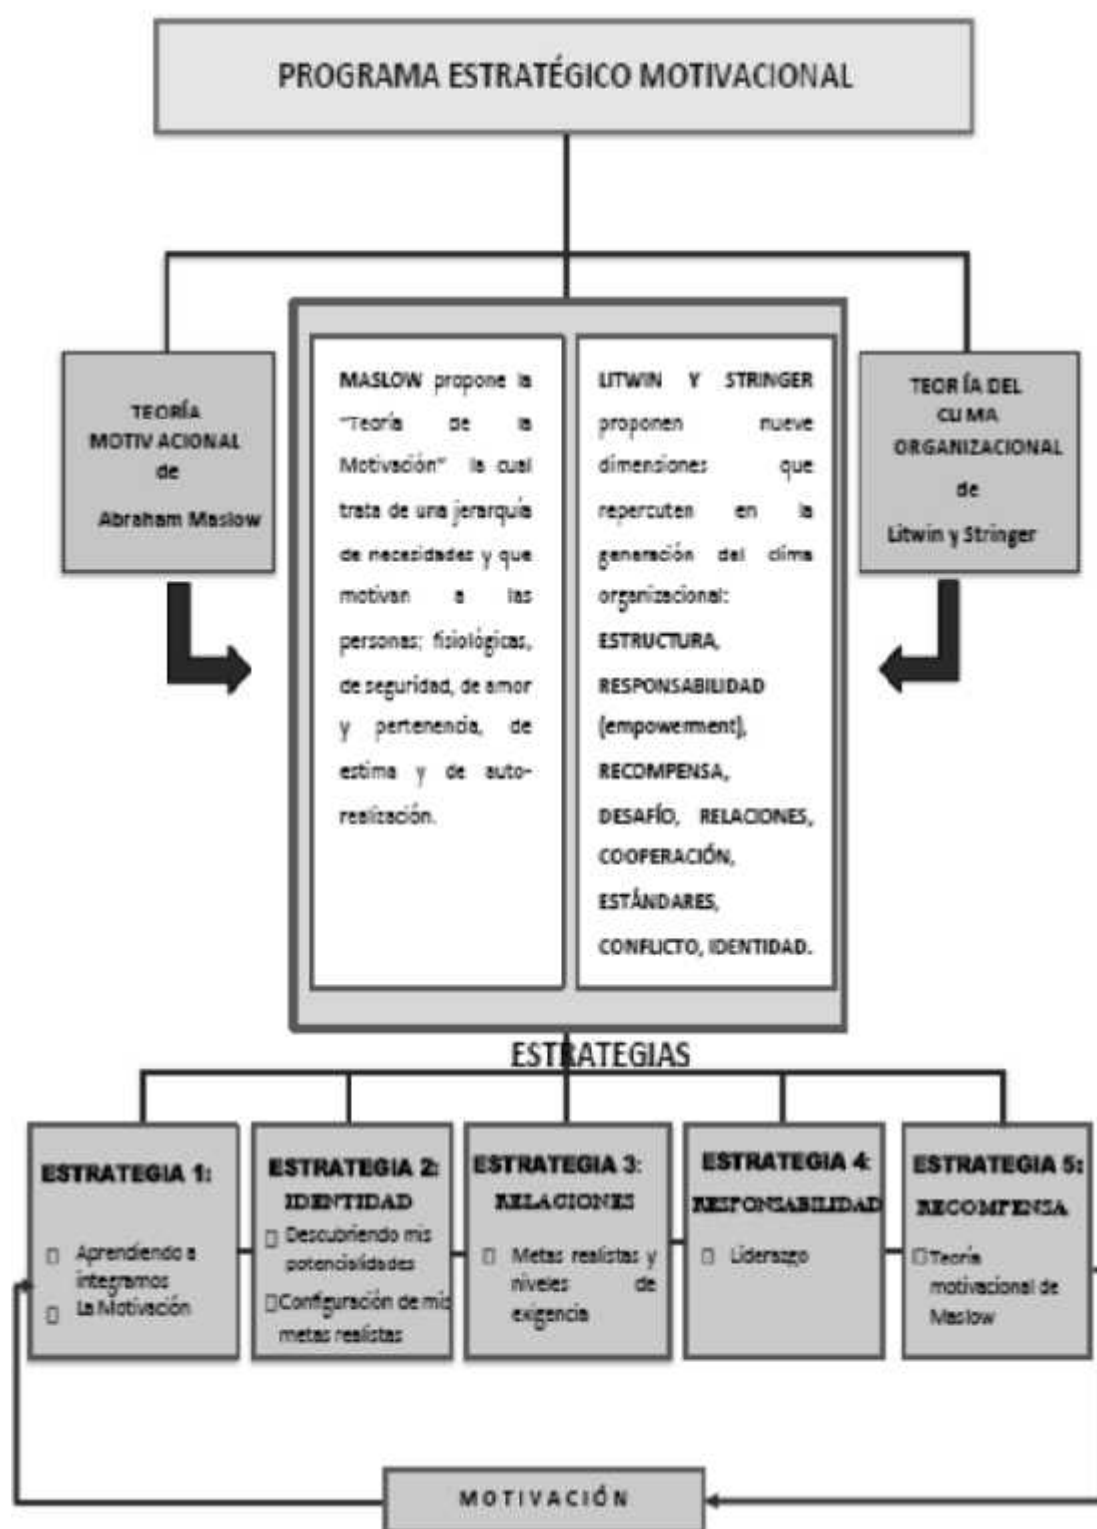 PROGRAMA ESTRATÉGICO MOTIVACIONAL
TEORÍA
MOTIVACIONAL
de
Abraham Maslow
MASLOW propone la
"Teoría de la
Motivación" la cual
trata de una jerarquía
de necesidades y que
motivan a las
personas; fisiológicas,
de seguridad, de amor
y pertenencia, de
estima y de auto-
realización.
LITWIN Y STRINGER
proponen nueve
dimensiones que
repercuten en la
generación del clima
organizacional:
ESTRUCTURA,
RESPONSABILIDAD
(empowerment),
RECOMPENSA,
DESAFÍO, RELACIONES,
COOPERACIÓN,
ESTÁNDARES,
CONFLICTO, IDENTIDAD.
TEORÍA DEL
CLIMA
ORGANIZACIONAL
de
Litwin y Stringer
ESTRATEGIAS
ESTRATEGIA 1:
Aprendiendo a
integrarnos
La Motivación
ESTRATEGIA 2:
IDENTIDAD
Descubriendo mis
potencialidades
Configuración de mis
metas realistas
ESTRATEGIA 3:
RELACIONES
Metas realistas y
niveles de
exigencia
ESTRATEGIA 4:
RESPONSABILIDAD
Liderazgo
ESTRATEGIA 5:
RECOMPENSA
Teoría
motivacional de
Maslow
MOTIVACIÓN